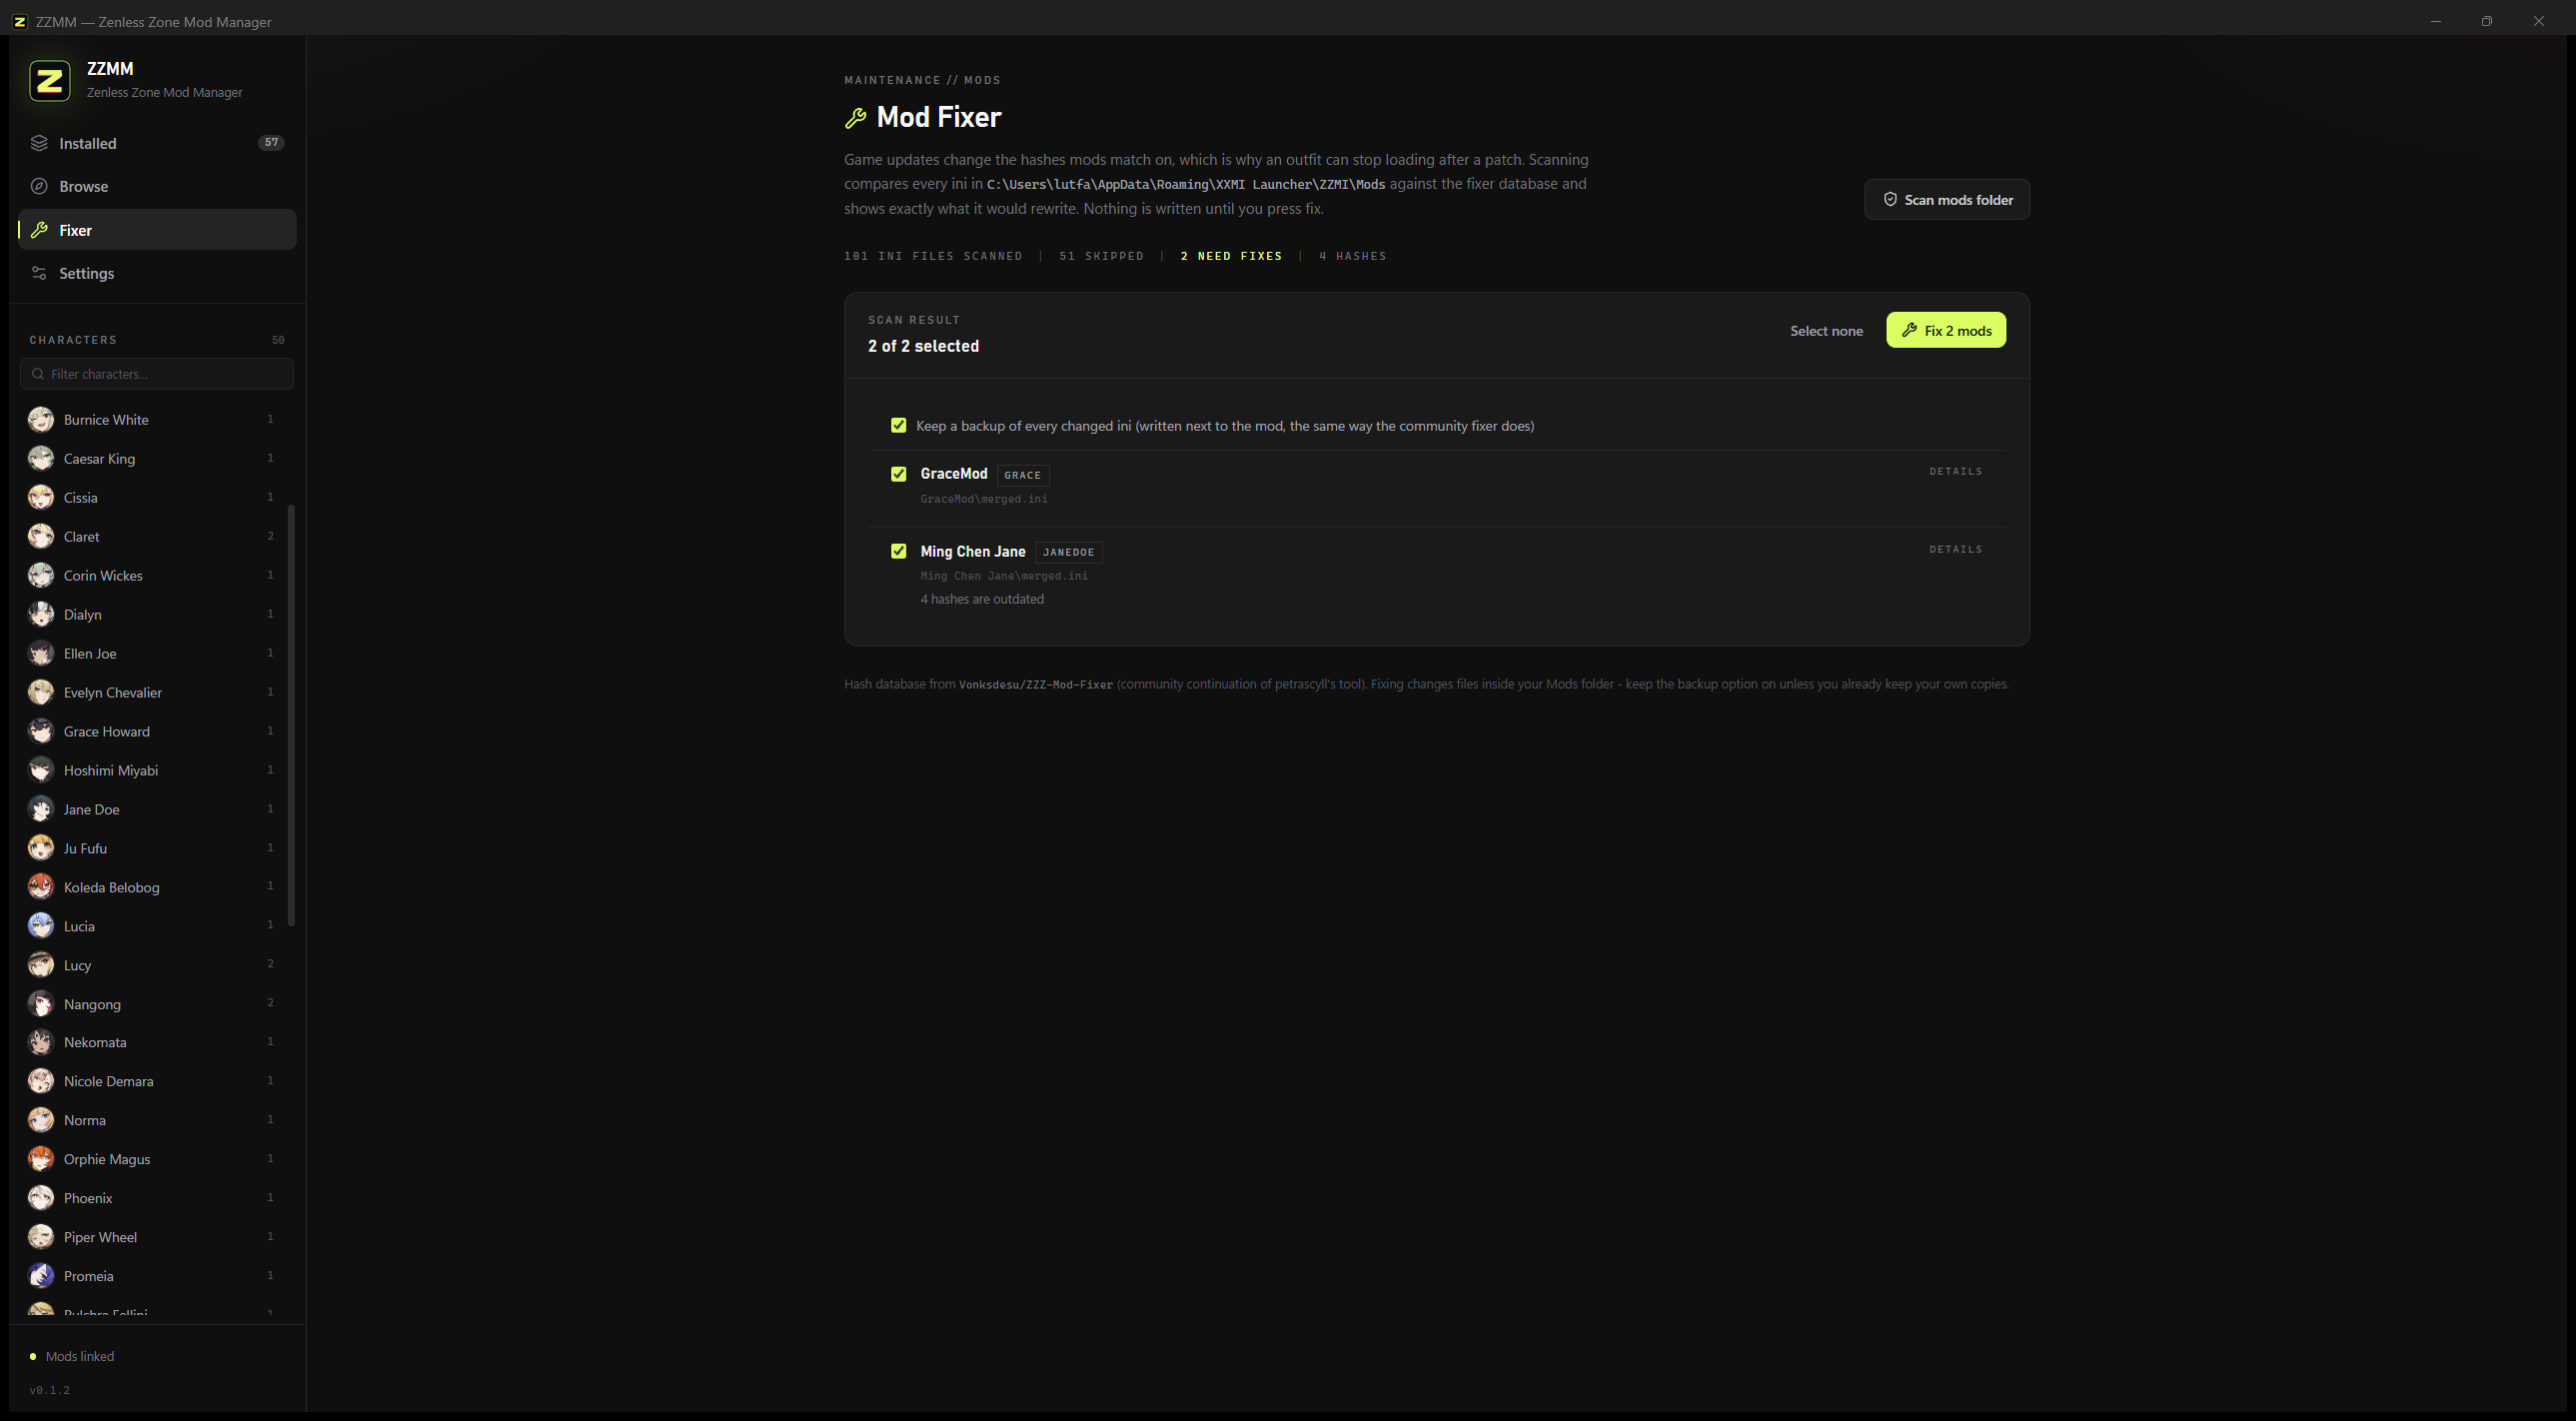 ZZMM — Zenless Zone Mod Manager
ZZMM
Zenless Zone Mod Manager
Installed 57
Browse
Fixer
Settings
CHARACTERS 50
Filter characters...
Burnice White 1
Caesar King 1
Cissia 1
Claret 2
Corin Wickes 1
Dialyn 1
Ellen Joe 1
Evelyn Chevalier 1
Grace Howard 1
Hoshimi Miyabi 1
Jane Doe 1
Ju Fufu 1
Koleda Belobog 1
Lucia 1
Lucy 2
Nangong 2
Nekomata 1
Nicole Demara 1
Norma 1
Orphie Magus 1
Phoenix 1
Piper Wheel 1
Promeia 1
Pulchra Fellini 1
Mods linked
v0.1.2
MAINTENANCE // MODS
Mod Fixer
Game updates change the hashes mods match on, which is why an outfit can stop loading after a patch. Scanning
compares every ini in C:\Users\lutfa\AppData\Roaming\XXMI Launcher\ZZMI\Mods against the fixer database and
shows exactly what it would rewrite. Nothing is written until you press fix.
Scan mods folder
101 INI FILES SCANNED | 51 SKIPPED | 2 NEED FIXES | 4 HASHES
SCAN RESULT
2 of 2 selected
Select none
Fix 2 mods
Keep a backup of every changed ini (written next to the mod, the same way the community fixer does)
GraceMod GRACE DETAILS
GraceMod\merged.ini
Ming Chen Jane JANEDOE DETAILS
Ming Chen Jane\merged.ini
4 hashes are outdated
Hash database from Vonksdesu/ZZZ-Mod-Fixer (community continuation of petrascyll's tool). Fixing changes files inside your Mods folder - keep the backup option on unless you already keep your own copies.